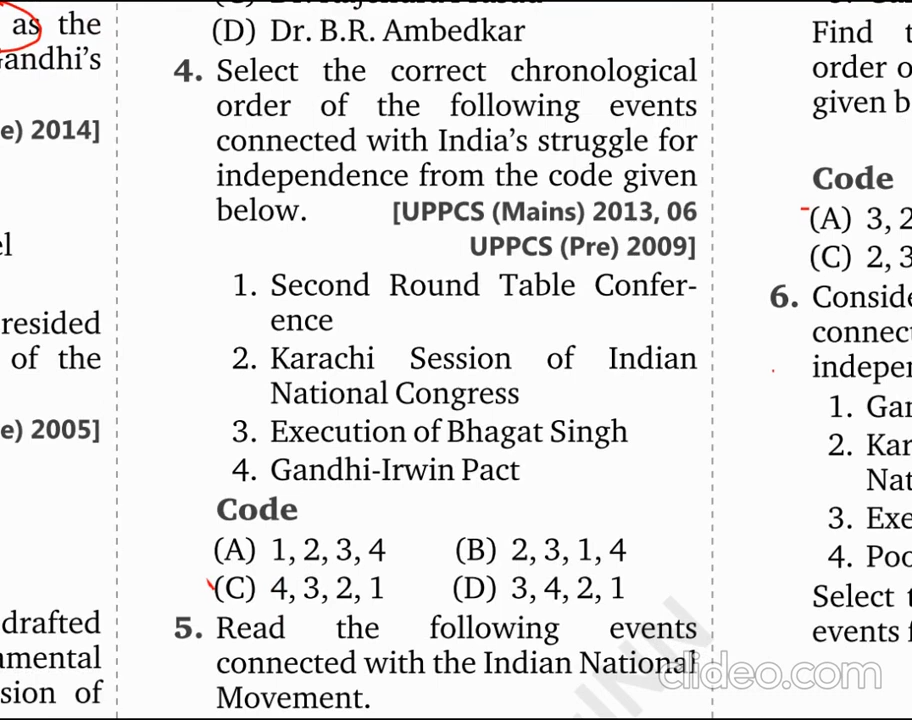 as the
Gandhi's
e) 2014]
el
resided
of the
e) 2005]
drafted
amental
sion of
(D) Dr. B.R. Ambedkar
4. Select the correct chronological
order of the following events
connected with India's struggle for
independence from the code given
below. [UPPCS (Mains) 2013, 06
UPPCS (Pre) 2009]
1. Second Round Table Confer-
ence
2. Karachi Session of Indian
National Congress
3. Execution of Bhagat Singh
4. Gandhi-Irwin Pact
Code
(A) 1, 2, 3, 4 (B) 2, 3, 1, 4
(C) 4, 3, 2, 1 (D) 3, 4, 2, 1
5. Read the following events
connected with the Indian National
Movement.
Find t
order o
given b
Code
(A) 3, 2
(C) 2, 3
6. Conside
connect
indepen
1. Gan
2. Kar
Nat
3. Exe
4. Poo
Select t
events f
clideo.com